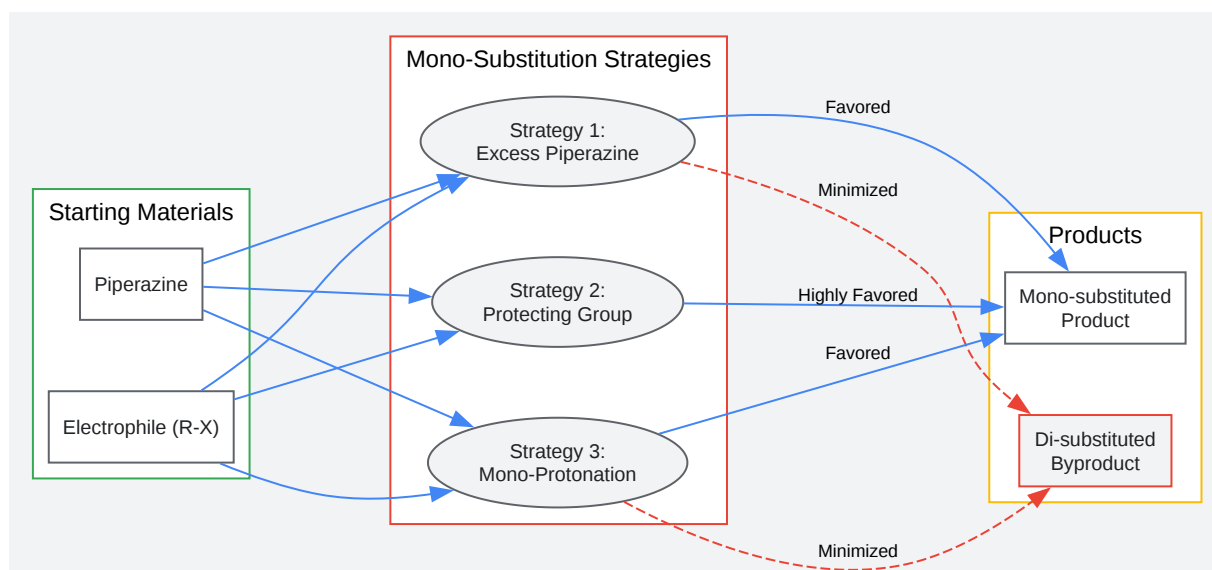 Mono-Substitution Strategies
Starting Materials
Piperazine
Electrophile (R-X)
Strategy 1:
Excess Piperazine
Strategy 2:
Protecting Group
Strategy 3:
Mono-Protonation
Favored
Minimized
Highly Favored
Favored
Minimized
Products
Mono-substituted
Product
Di-substituted
Byproduct